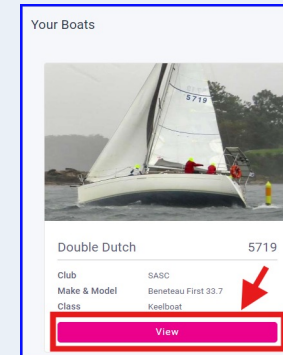 Your Boats
5719
Double Dutch 5719
Club SASC
Make & Model Beneteau First 33.7
Class Keelboat
View